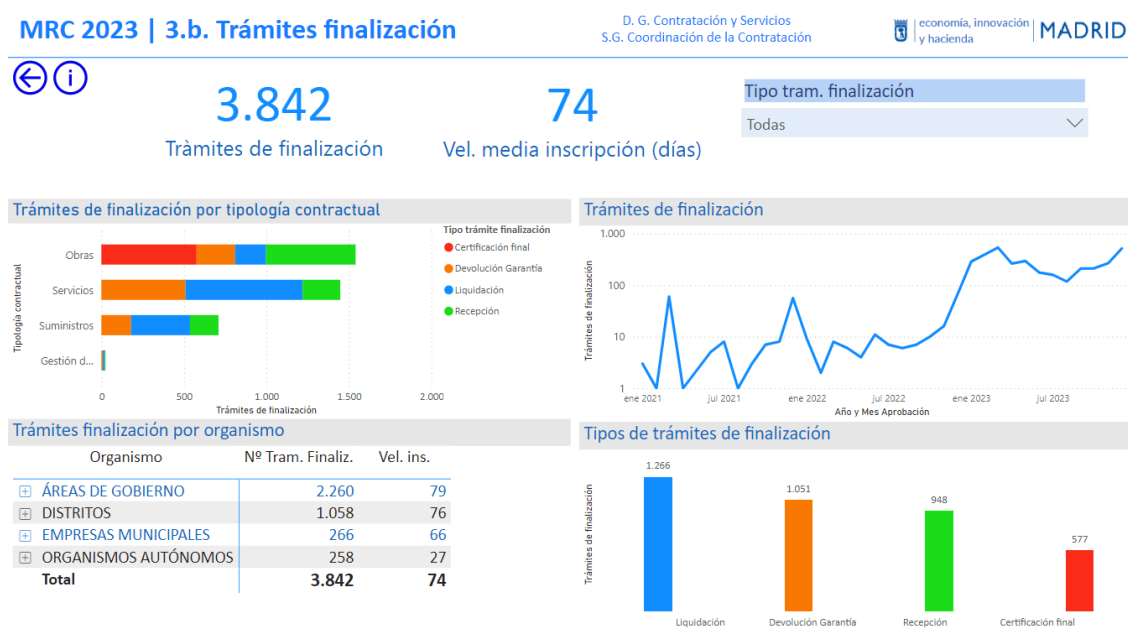 MRC 2023 | 3.b. Trámites finalización
D. G. Contratación y Servicios
S.G. Coordinación de la Contratación
economía, innovación
y hacienda
MADRID
3.842
Tràmites de finalización
74
Vel. media inscripción (días)
Tipo tram. finalización
Todas
Trámites de finalización por tipología contractual
Tipología contractual
Obras
Servicios
Suministros
Gestión d...
0
500
1.000
1.500
2.000
Trámites de finalización
Tipo trámite finalización
Certificación final
Devolución Garantía
Liquidación
Recepción
Trámites de finalización
Trámites de finalización
1.000
100
10
1
ene 2021
jul 2021
ene 2022
jul 2022
ene 2023
jul 2023
Año y Mes Aprobación
Trámites finalización por organismo
Organismo Nº Tram. Finaliz. Vel. ins.
ÁREAS DE GOBIERNO 2.260 79
DISTRITOS 1.058 76
EMPRESAS MUNICIPALES 266 66
ORGANISMOS AUTÓNOMOS 258 27
Total 3.842 74
Tipos de trámites de finalización
Trámites de finalización
1.266
1.051
948
577
Liquidación
Devolución Garantía
Recepción
Certificación final